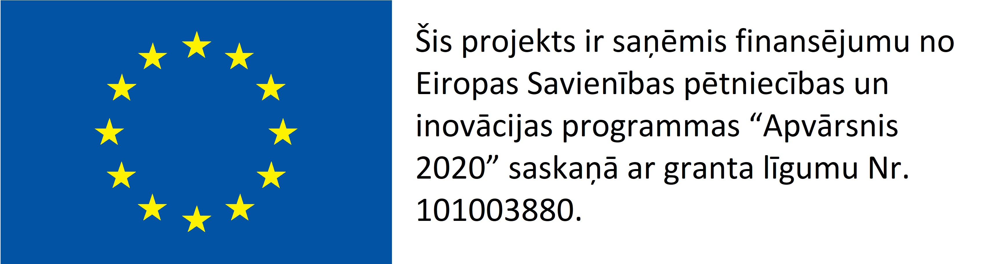 Šis projekts ir saņēmis finansējumu no
Eiropas Savienības pētniecības un
inovācijas programmas “Apvārsnis
2020” saskaņā ar granta līgumu Nr.
101003880.